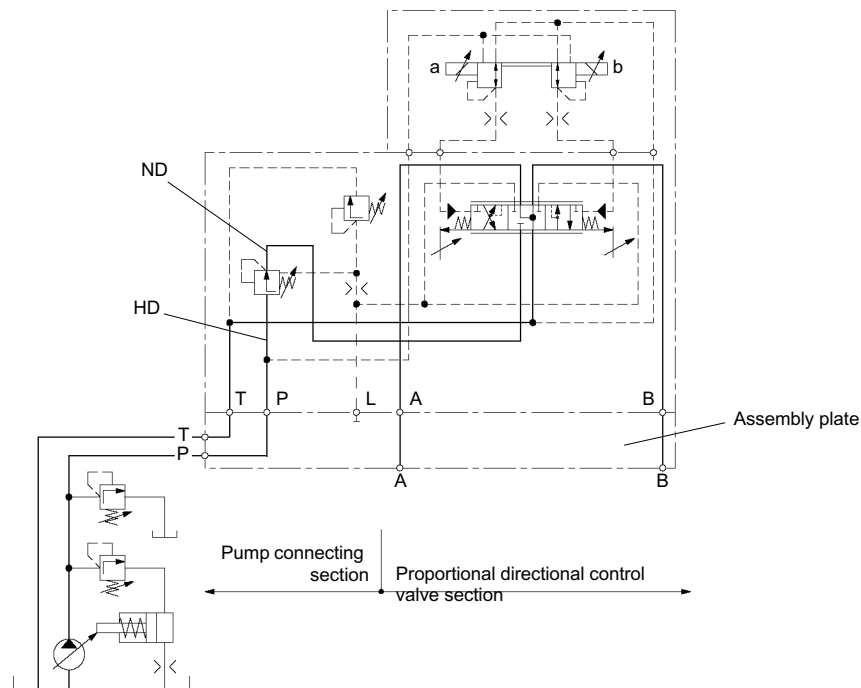 a
b
ND
HD
T
P
L
A
B
Assembly plate
T
P
A
B
Pump connecting
section
Proportional directional control
valve section